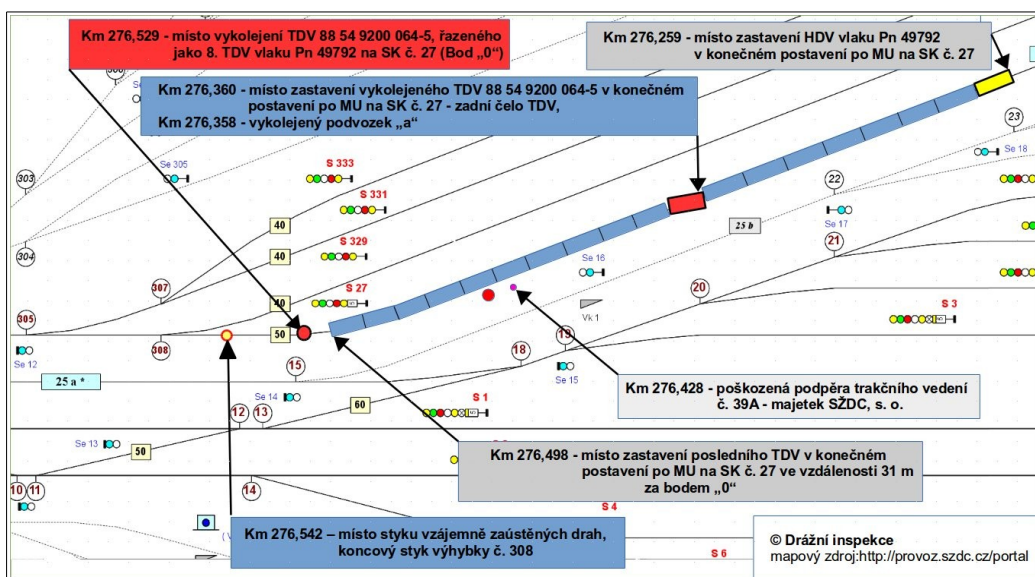 Km 276,529 - místo vykolejení TDV 88 54 9200 064-5, řazeného
jako 8. TDV vlaku Pn 49792 na SK č. 27 (Bod „0“)
Km 276,259 - místo zastavení HDV vlaku Pn 49792
v konečném postavení po MU na SK č. 27
Km 276,360 - místo zastavení vykolejeného TDV 88 54 9200 064-5 v konečném
postavení po MU na SK č. 27 - zadní čelo TDV,
Km 276,358 - vykolejený podvozek „a“
23
Se 18
303
Se 305
S 333
22
S 331
Se 17
40
25 b
304
S 329
21
40
Se 16
307
S 27
20
305
40
Vk 1
S 3
50
308
19
Se 12
15
18
Se 15
25 a *
Se 14
60
S 1
Km 276,428 - poškozená podpěra trakčního vedení
č. 39A - majetek SŽDC, s. o.
12
13
Se 13
50
Km 276,498 - místo zastavení posledního TDV v konečném
postavení po MU na SK č. 27 ve vzdálenosti 31 m
za bodem „0“
10
11
14
S 4
Km 276,542 – místo styku vzájemně zaústěných drah,
koncový styk výhybky č. 308
© Drážní inspekce
mapový zdroj:http://provoz.szdc.cz/portal
S 6